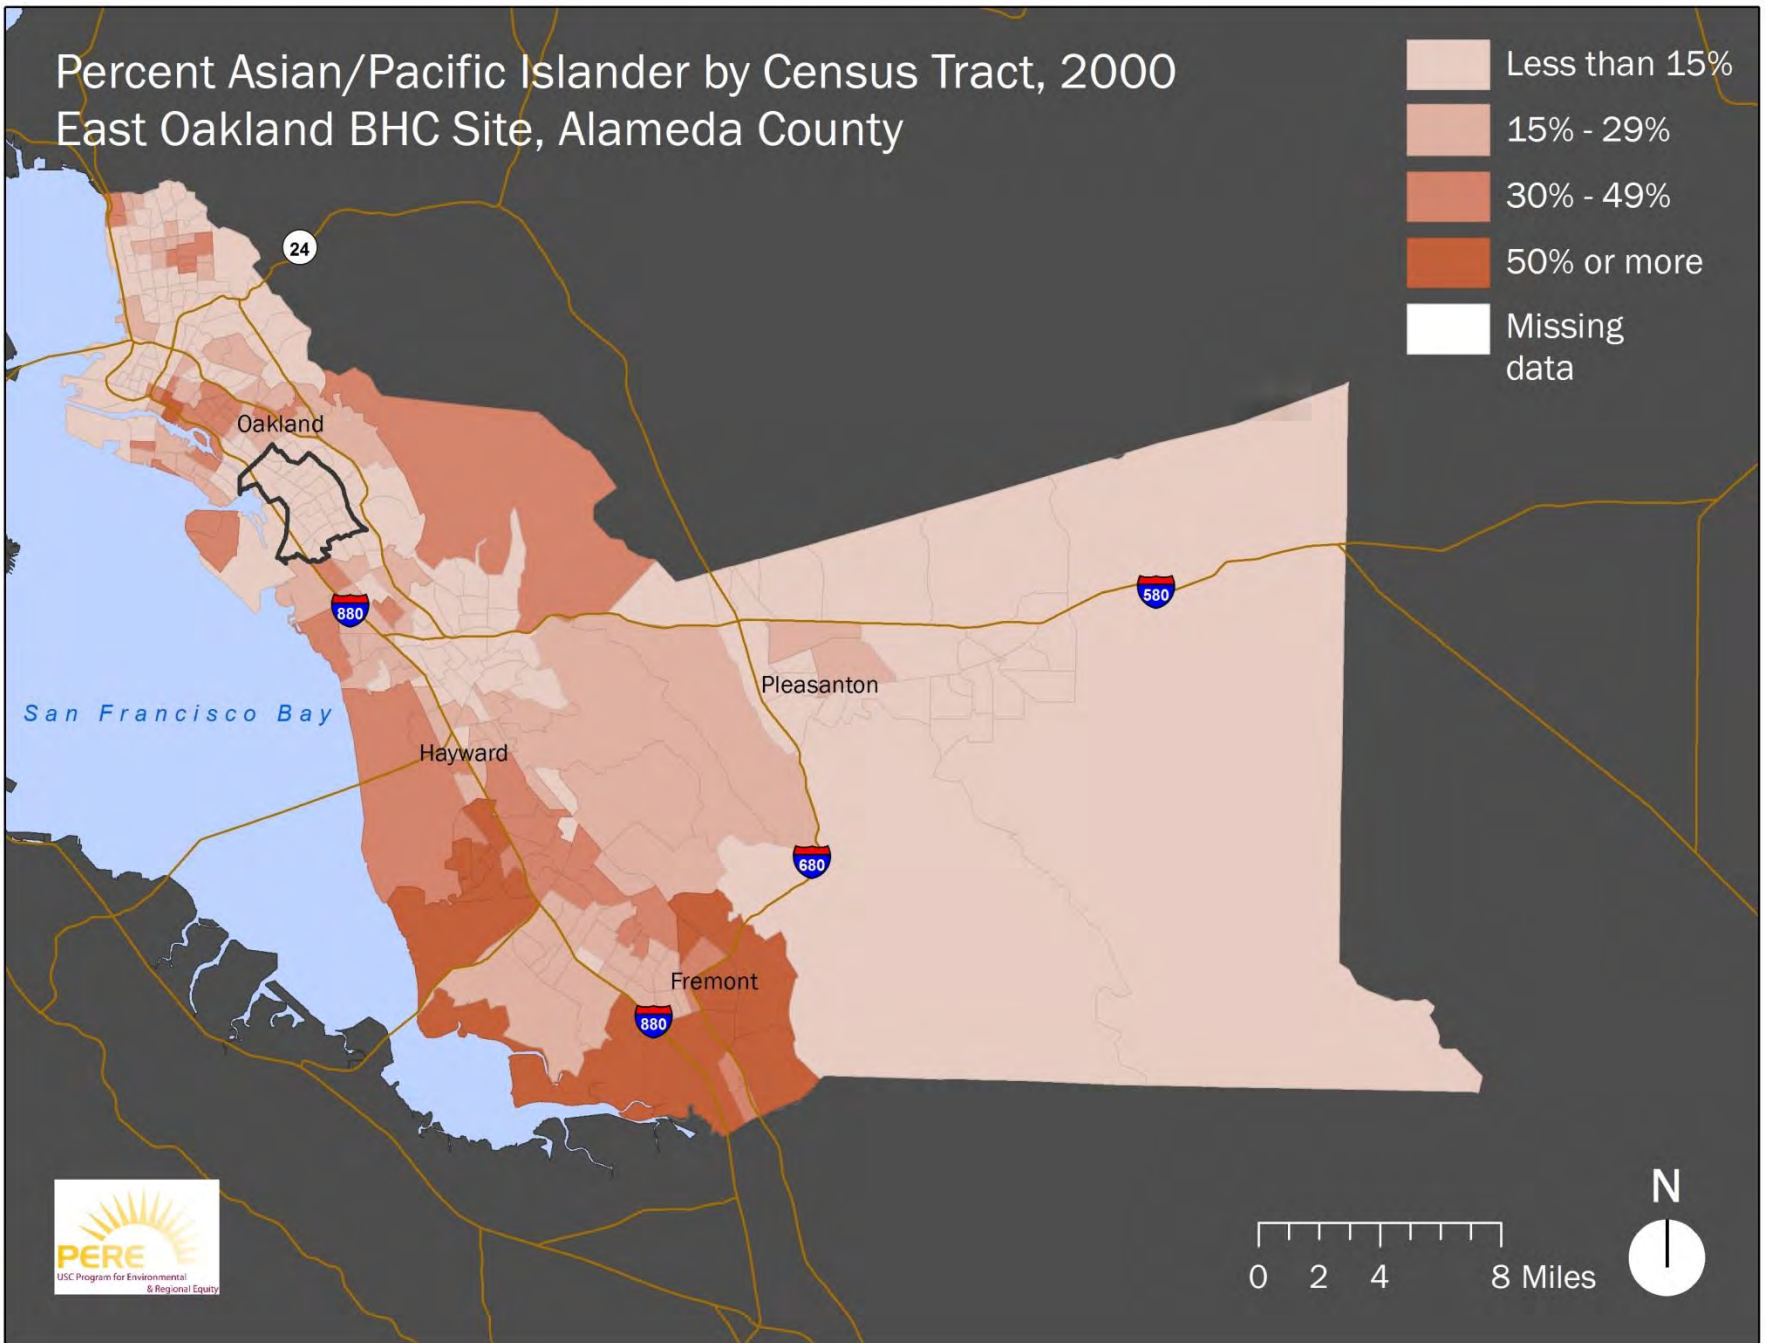 Percent Asian/Pacific Islander by Census Tract, 2000
East Oakland BHC Site, Alameda County
Less than 15%
15% - 29%
30% - 49%
50% or more
Missing
data
24
Oakland
880
580
Pleasanton
San Francisco Bay
Hayward
680
Fremont
880
PERE
USC Program for Environmental
& Regional Equity
N
0 2 4 8 Miles